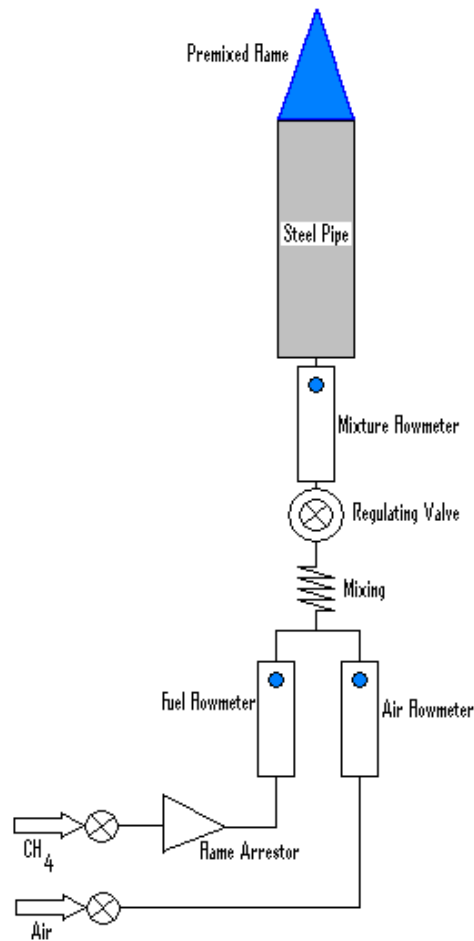 Premixed Flame
Steel Pipe
Mixture Flowmeter
Regulating Valve
Mixing
Fuel Flowmeter
Air Flowmeter
CH4
Flame Arrestor
Air